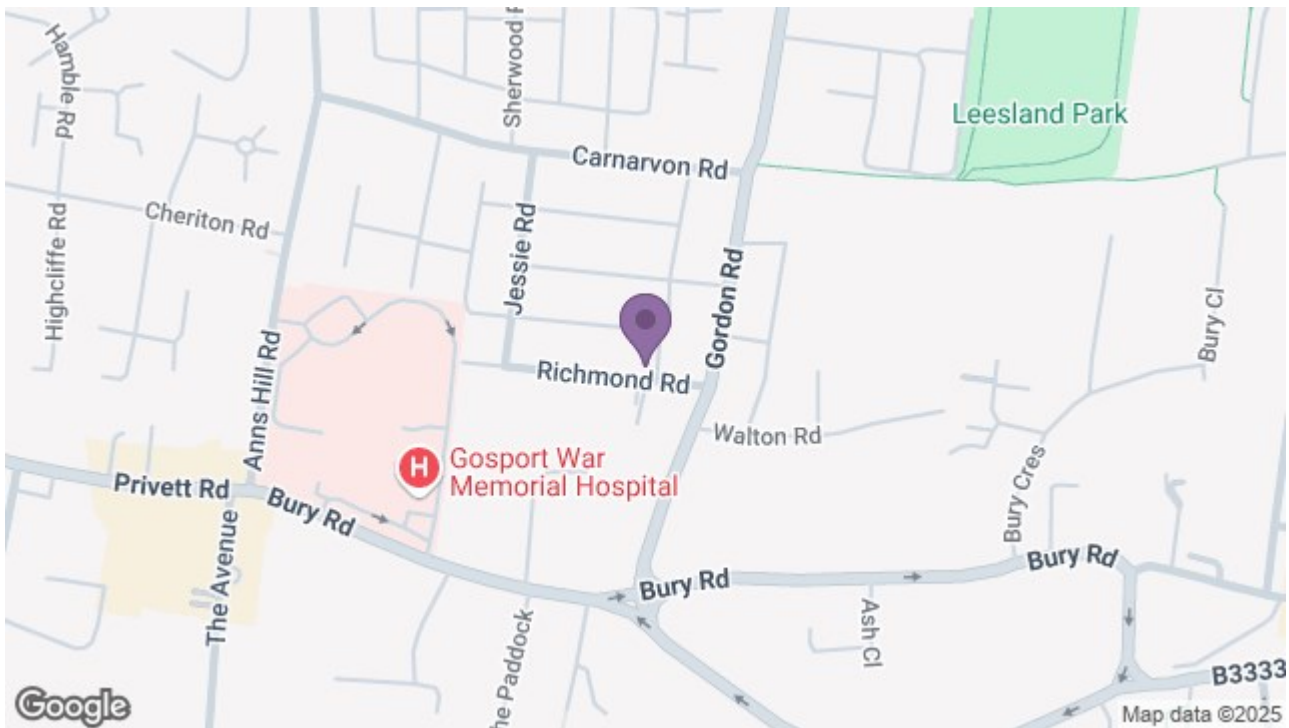 Hamble Rd
Sherwood R
Leesland Park
Carnarvon Rd
Cheriton Rd
Highcliffe Rd
Jessie Rd
Gordon Rd
Bury Cl
Anns Hill Rd
Richmond Rd
Walton Rd
H
Gosport War
Memorial Hospital
Privett Rd
Bury Rd
Bury Cres
The Avenue
Bury Rd
Bury Rd
Ash Cl
he Paddock
B3333
Google
Map data ©2025